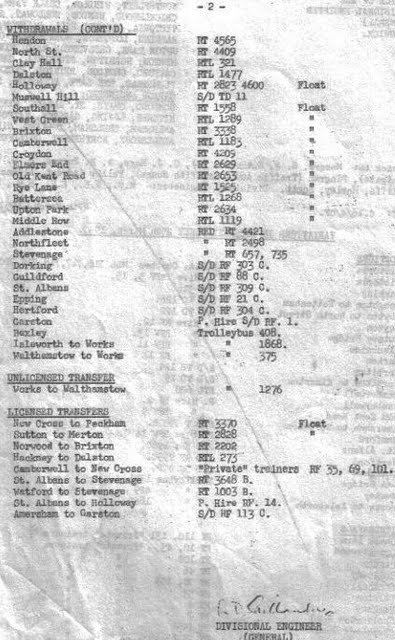 - 2 -
WITHDRAWALS (CONT'D)
Hendon RT 4565
North St. RT 4409
Clay Hall RTL 321
Dalston RTL 1477
Holloway RT 2823 4600 Float
Muswell Hill S/D TD 11
Southall RT 1558 Float
West Green RTL 1289 "
Brixton RT 3338 "
Camberwell RTL 1183 "
Croydon RT 4209 "
Elmers End RT 2629 "
Old Kent Road RT 2653 "
Rye Lane RT 1525 "
Battersea RTL 1268 "
Upton Park RT 2634 "
Middle Row RTL 1119 "
Addlestone RED RT 4421
Northfleet " RT 2498
Stevenage " RT 657, 735
Dorking S/D RF 303 C.
Guildford S/D RF 88 C.
St. Albans S/D RF 309 C.
Epping S/D RF 21 C.
Hertford S/D RF 304 C.
Garston P. Hire S/D RF. 1.
Bexley Trolleybus 408.
Isleworth to Works " 1868.
Walthamstow to Works " 375
UNLICENSED TRANSFER
Works to Walthamstow " 1276
LICENSED TRANSFERS
New Cross to Peckham RT 3370 Float
Sutton to Merton RT 2828 "
Norwood to Brixton RT 2202
Hackney to Dalston RTL 273
Camberwell to New Cross "Private" trainers RF 35, 69, 101.
St. Albans to Stevenage RT 3648 B.
Watford to Stevenage RT 1003 B.
St. Albans to Holloway P. Hire RF. 14.
Amersham to Garston S/D RF 113 C.
DIVISIONAL ENGINEER
(GENERAL)